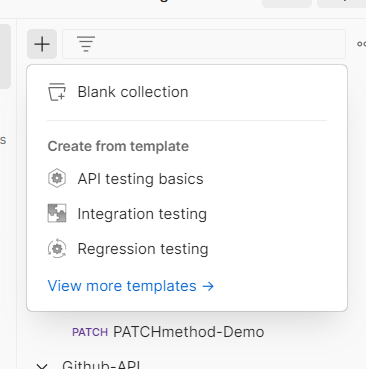 Blank collection
Create from template
API testing basics
Integration testing
Regression testing
View more templates →
PATCH PATCHmethod-Demo
Github-API